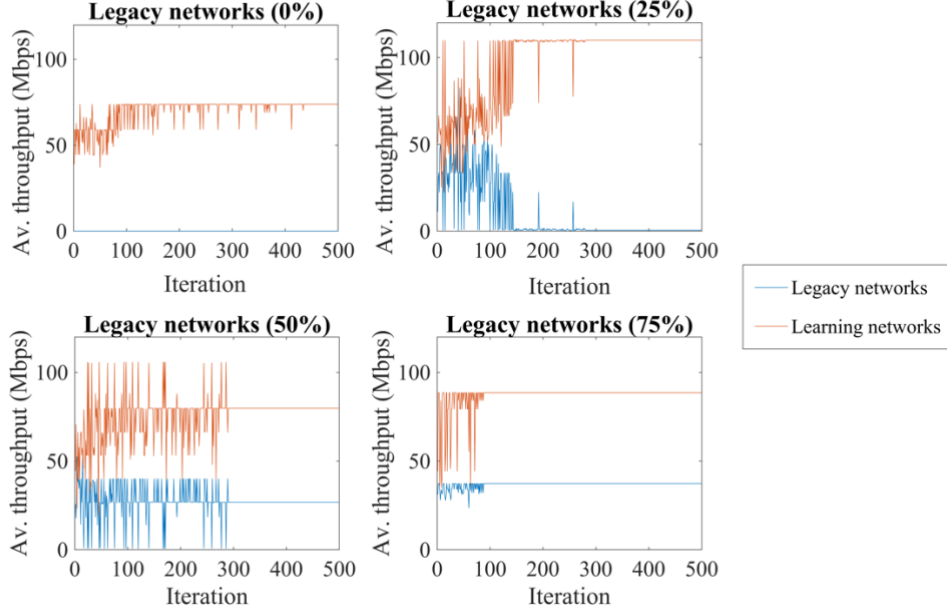 Legacy networks (0%)
Av. throughput (Mbps)
100
50
0
0 100 200 300 400 500
Iteration
Legacy networks (25%)
Av. throughput (Mbps)
100
50
0
0 100 200 300 400 500
Iteration
Legacy networks
Learning networks
Legacy networks (50%)
Av. throughput (Mbps)
100
50
0
0 100 200 300 400 500
Iteration
Legacy networks (75%)
Av. throughput (Mbps)
100
50
0
0 100 200 300 400 500
Iteration